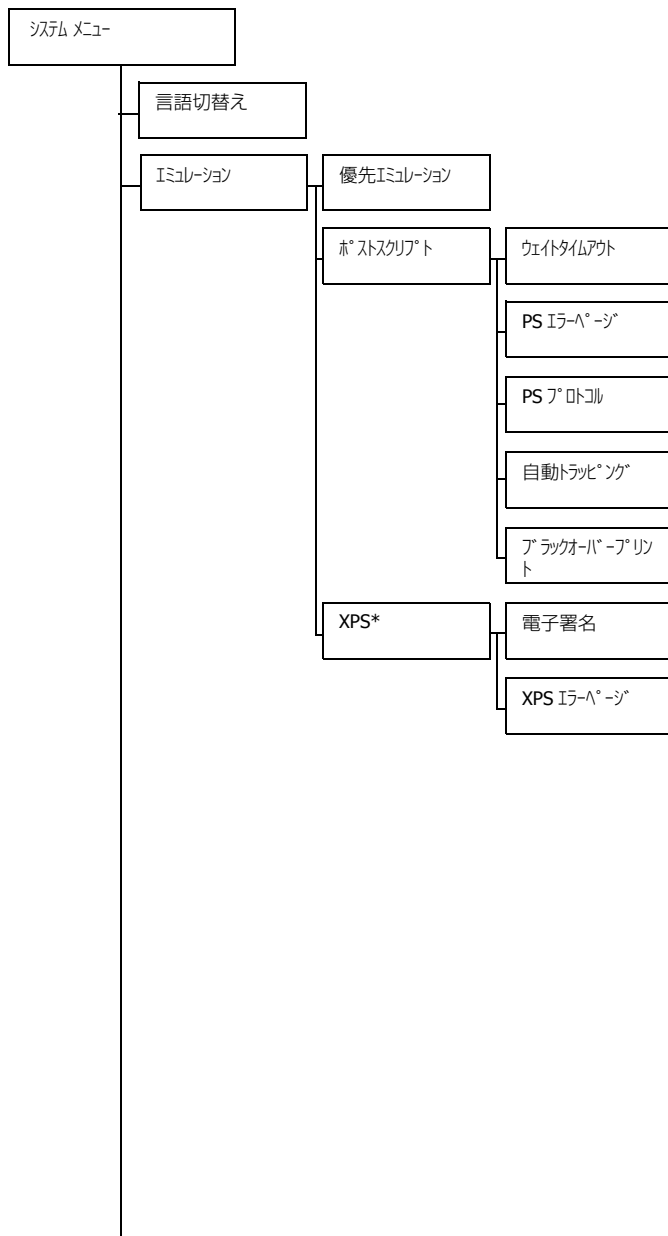 ｼｽﾃﾑ ﾒﾆｭｰ
言語切替え
ｴﾐｭﾚｰｼｮﾝ
優先ｴﾐｭﾚｰｼｮﾝ
ﾎﾟｽﾄｽｸﾘﾌﾟﾄ
ｳｪｲﾄﾀｲﾑｱｳﾄ
PS ｴﾗｰﾍﾟｰｼﾞ
PS ﾌﾟﾛﾄｺﾙ
自動ﾄﾗｯﾋﾟﾝｸﾞ
ﾌﾞﾗｯｸｵｰﾊﾞｰﾌﾟﾘﾝ
ﾄ
XPS*
電子署名
XPS ｴﾗｰﾍﾟｰｼﾞ